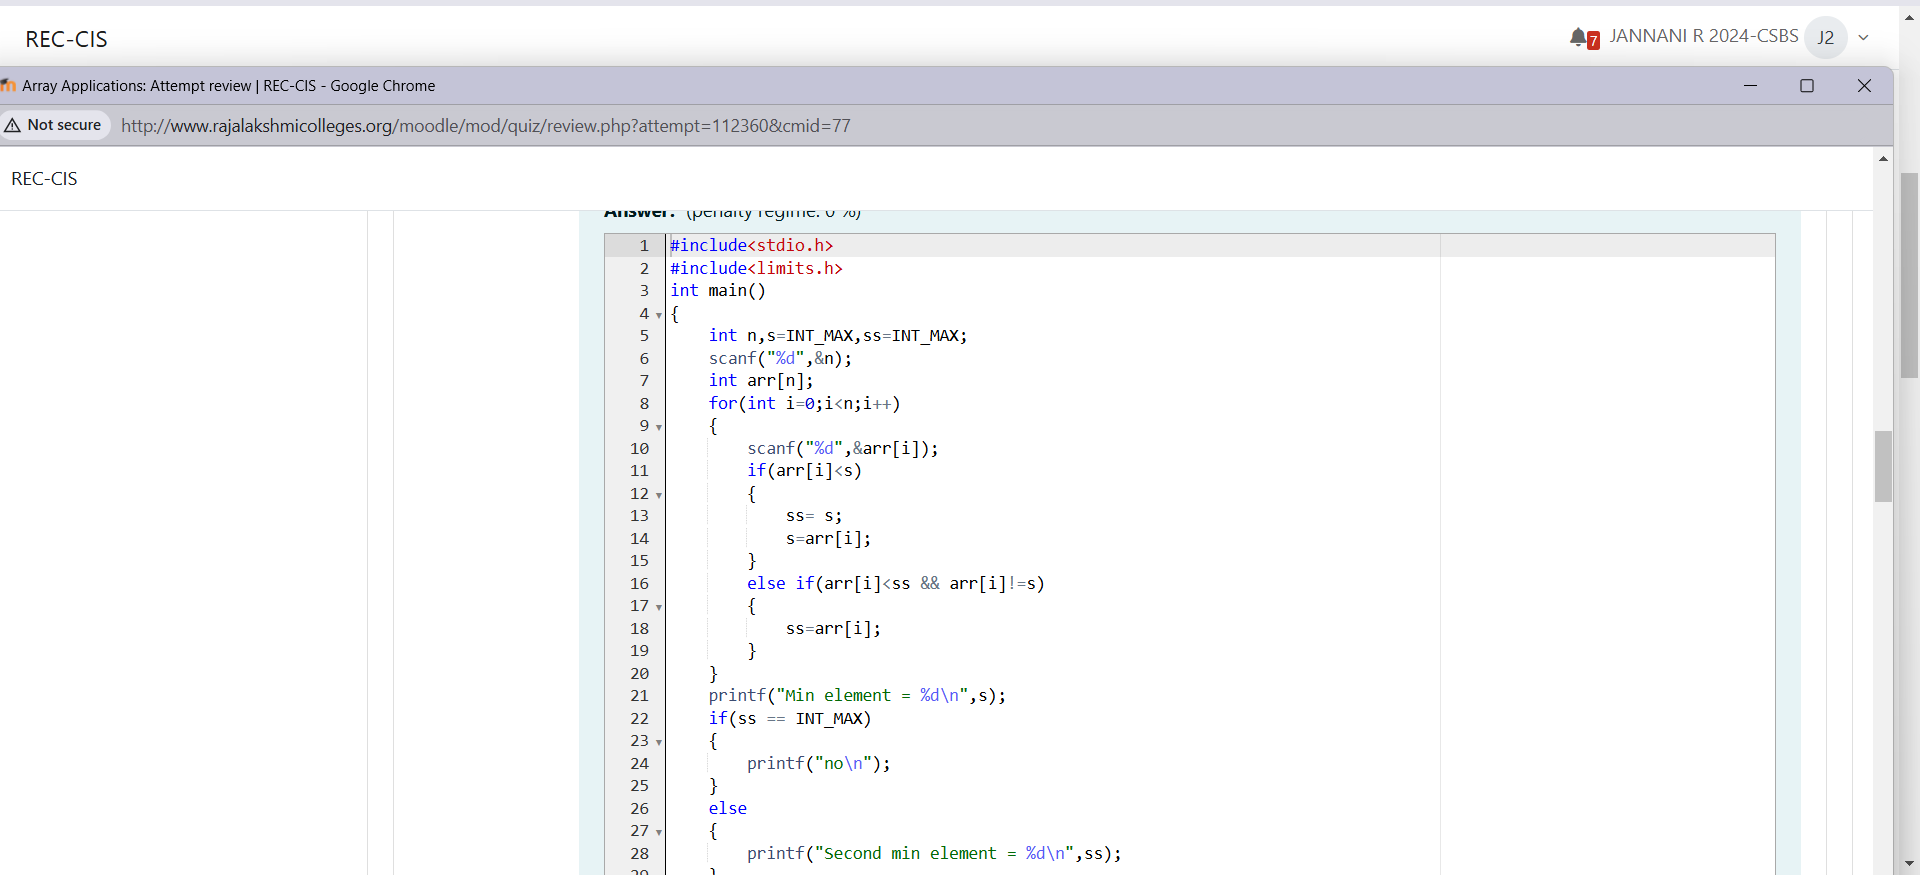 REC-CIS
7 JANNANI R 2024-CSBS J2
Array Applications: Attempt review | REC-CIS - Google Chrome
Not secure http://www.rajalakshmicolleges.org/moodle/mod/quiz/review.php?attempt=112360&cmid=77
REC-CIS
Answer: (penalty regime: 0 %)
1 #include<stdio.h>
2 #include<limits.h>
3 int main()
4 {
5 int n,s=INT_MAX,ss=INT_MAX;
6 scanf("%d",&n);
7 int arr[n];
8 for(int i=0;i<n;i++)
9 {
10 scanf("%d",&arr[i]);
11 if(arr[i]<s)
12 {
13 ss= s;
14 s=arr[i];
15 }
16 else if(arr[i]<ss && arr[i]!=s)
17 {
18 ss=arr[i];
19 }
20 }
21 printf("Min element = %d\n",s);
22 if(ss == INT_MAX)
23 {
24 printf("no\n");
25 }
26 else
27 {
28 printf("Second min element = %d\n",ss);
29 }